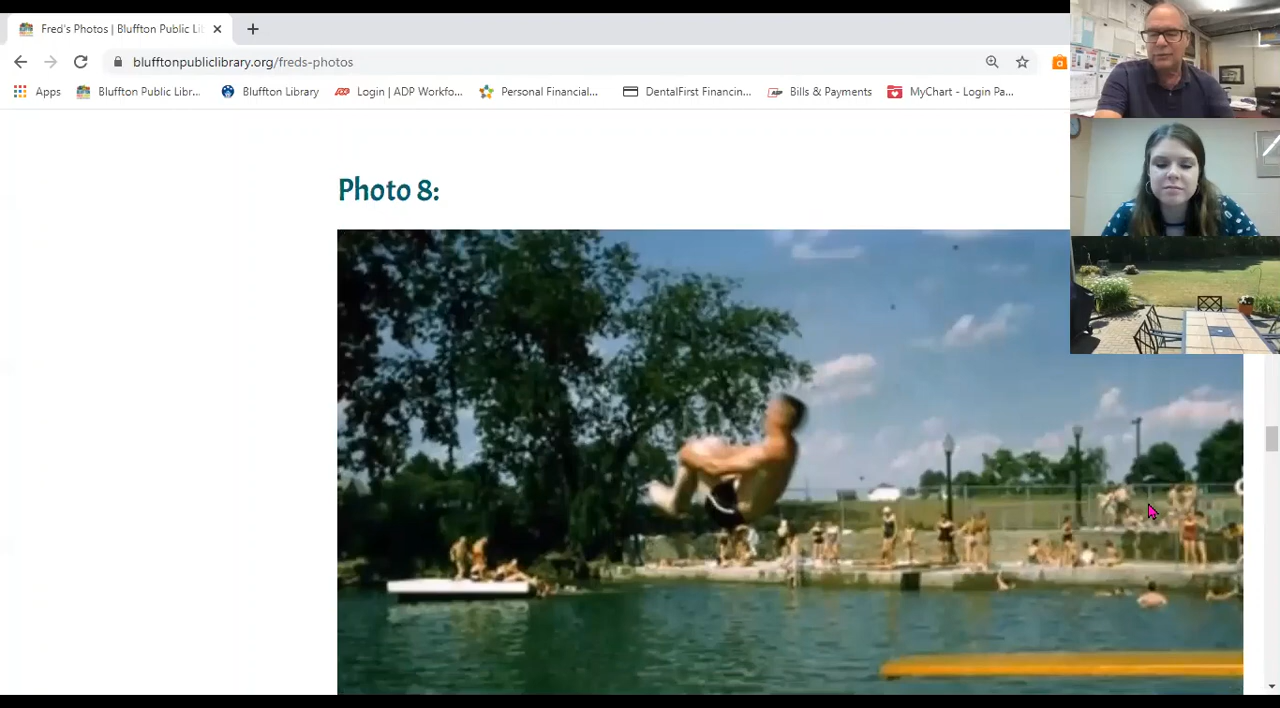 Fred's Photos | Bluffton Public Li
blufftonpubliclibrary.org/freds-photos
Apps Bluffton Public Libr... Bluffton Library Login | ADP Workfo... Personal Financial... DentalFirst Financin... Bills & Payments MyChart - Login Pa...
Photo 8: